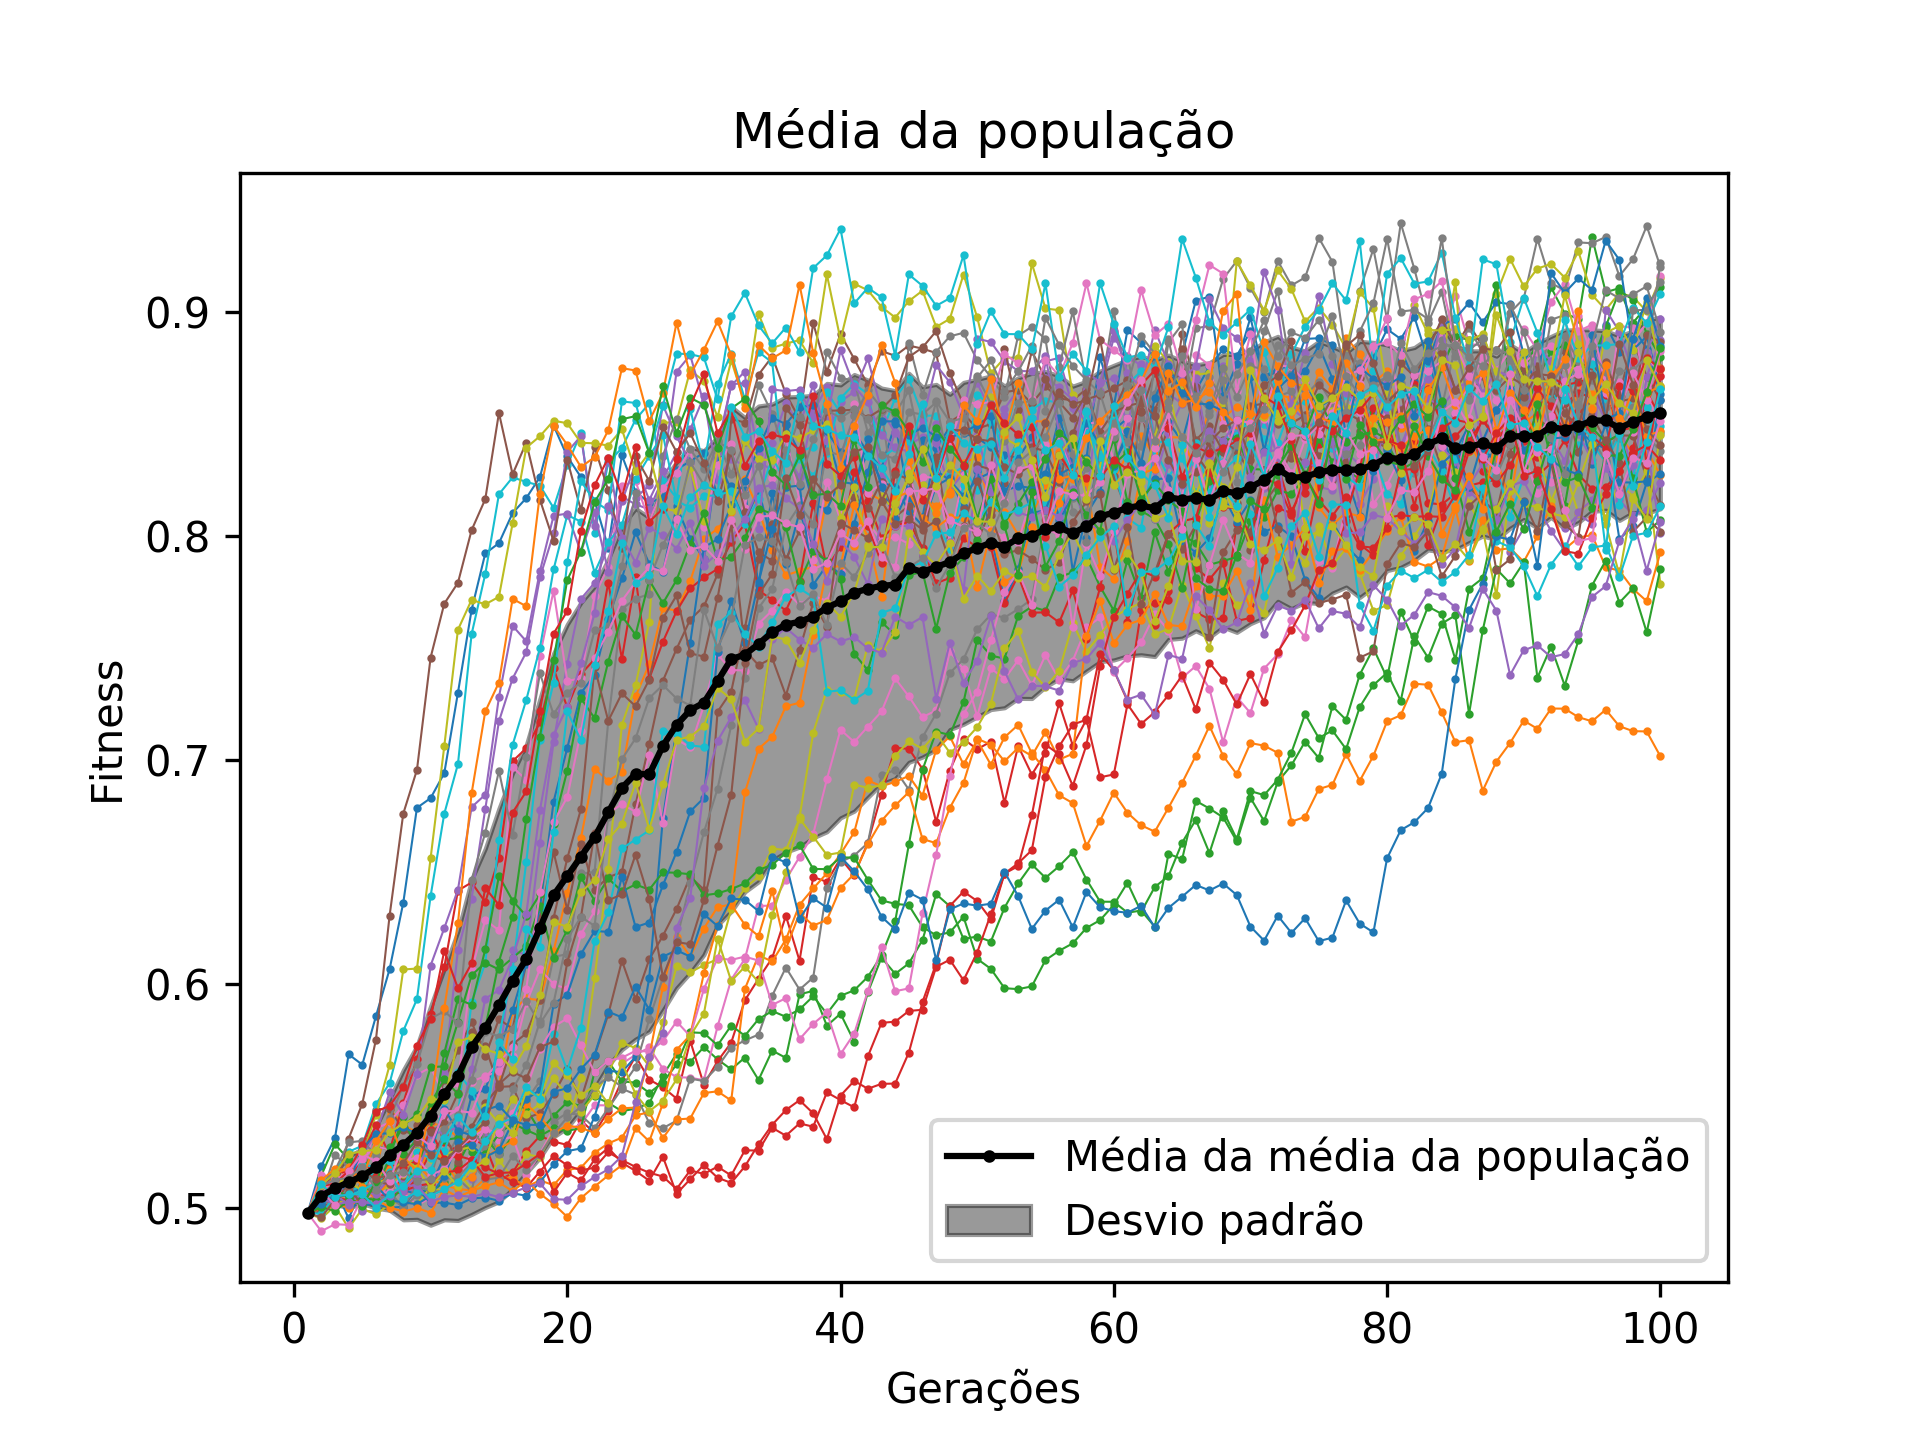 Média da população
Fitness
0.9
0.8
0.7
0.6
0.5
0
20
40
60
80
100
Gerações
Média da média da população
Desvio padrão